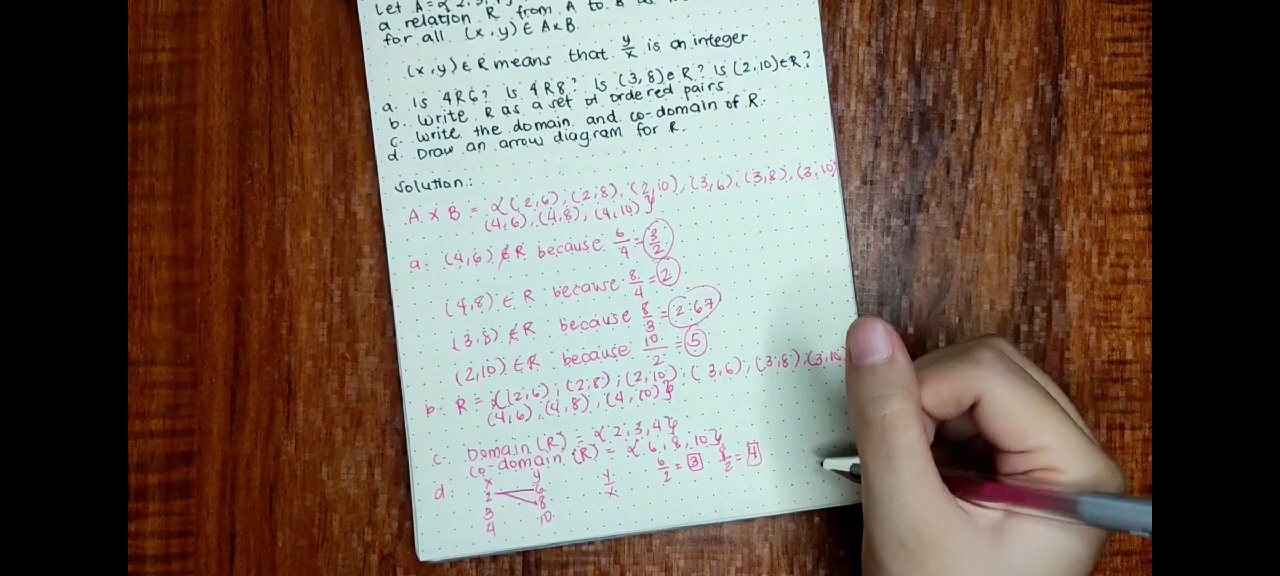 Let A = { 2, 3,
a relation R from A to B as
for all (x, y) ∈ A×B.
(x, y) ∈ R means that y/x is an integer
a. Is 4R6? Is 4R8? Is (3, 8) ∈ R? Is (2, 10) ∈ R?
b. Write R as a set of ordered pairs
c. Write the domain and co-domain of R.
d. Draw an arrow diagram for R.
Solution:
A × B = {(2, 6), (2, 8), (2, 10), (3, 6), (3, 8), (3, 10)
(4, 6), (4, 8), (4, 10)}
a. (4, 6) ∉ R because 6/4 = 3/2
(4, 8) ∈ R because 8/4 = 2
(3, 8) ∉ R because 8/3 = 2.67
(2, 10) ∈ R because 10/2 = 5
b. R = {(2, 6), (2, 8), (2, 10), (3, 6), (3, 8), (3, 10
(4, 6), (4, 8), (4, 10)}
c. Domain (R) = {2, 3, 4}
Co-domain (R) = {6, 8, 10}
d. x y y/x 6/2 = 3 8/2 = 4
2 6
3 8
4 10